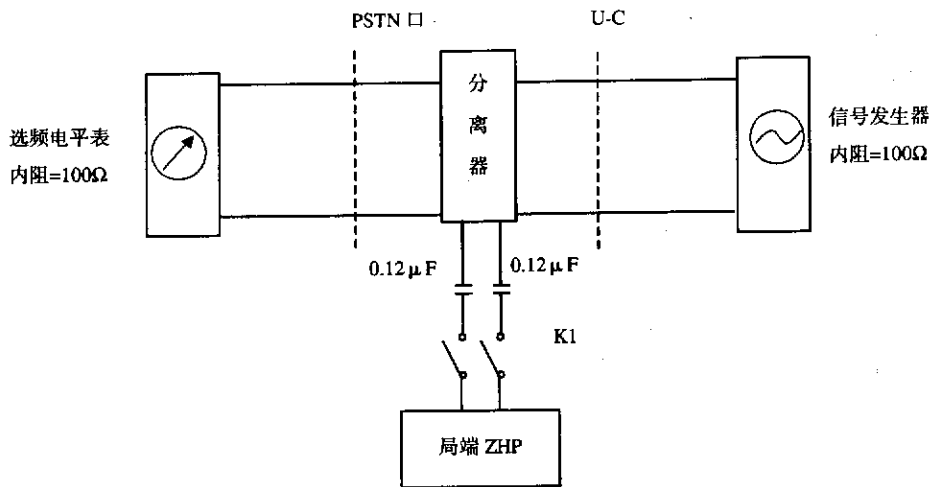 PSTN 口
U-C
分
离
器
选频电平表
内阻=100Ω
信号发生器
内阻=100Ω
0.12μF
0.12μF
K1
局端 ZHP